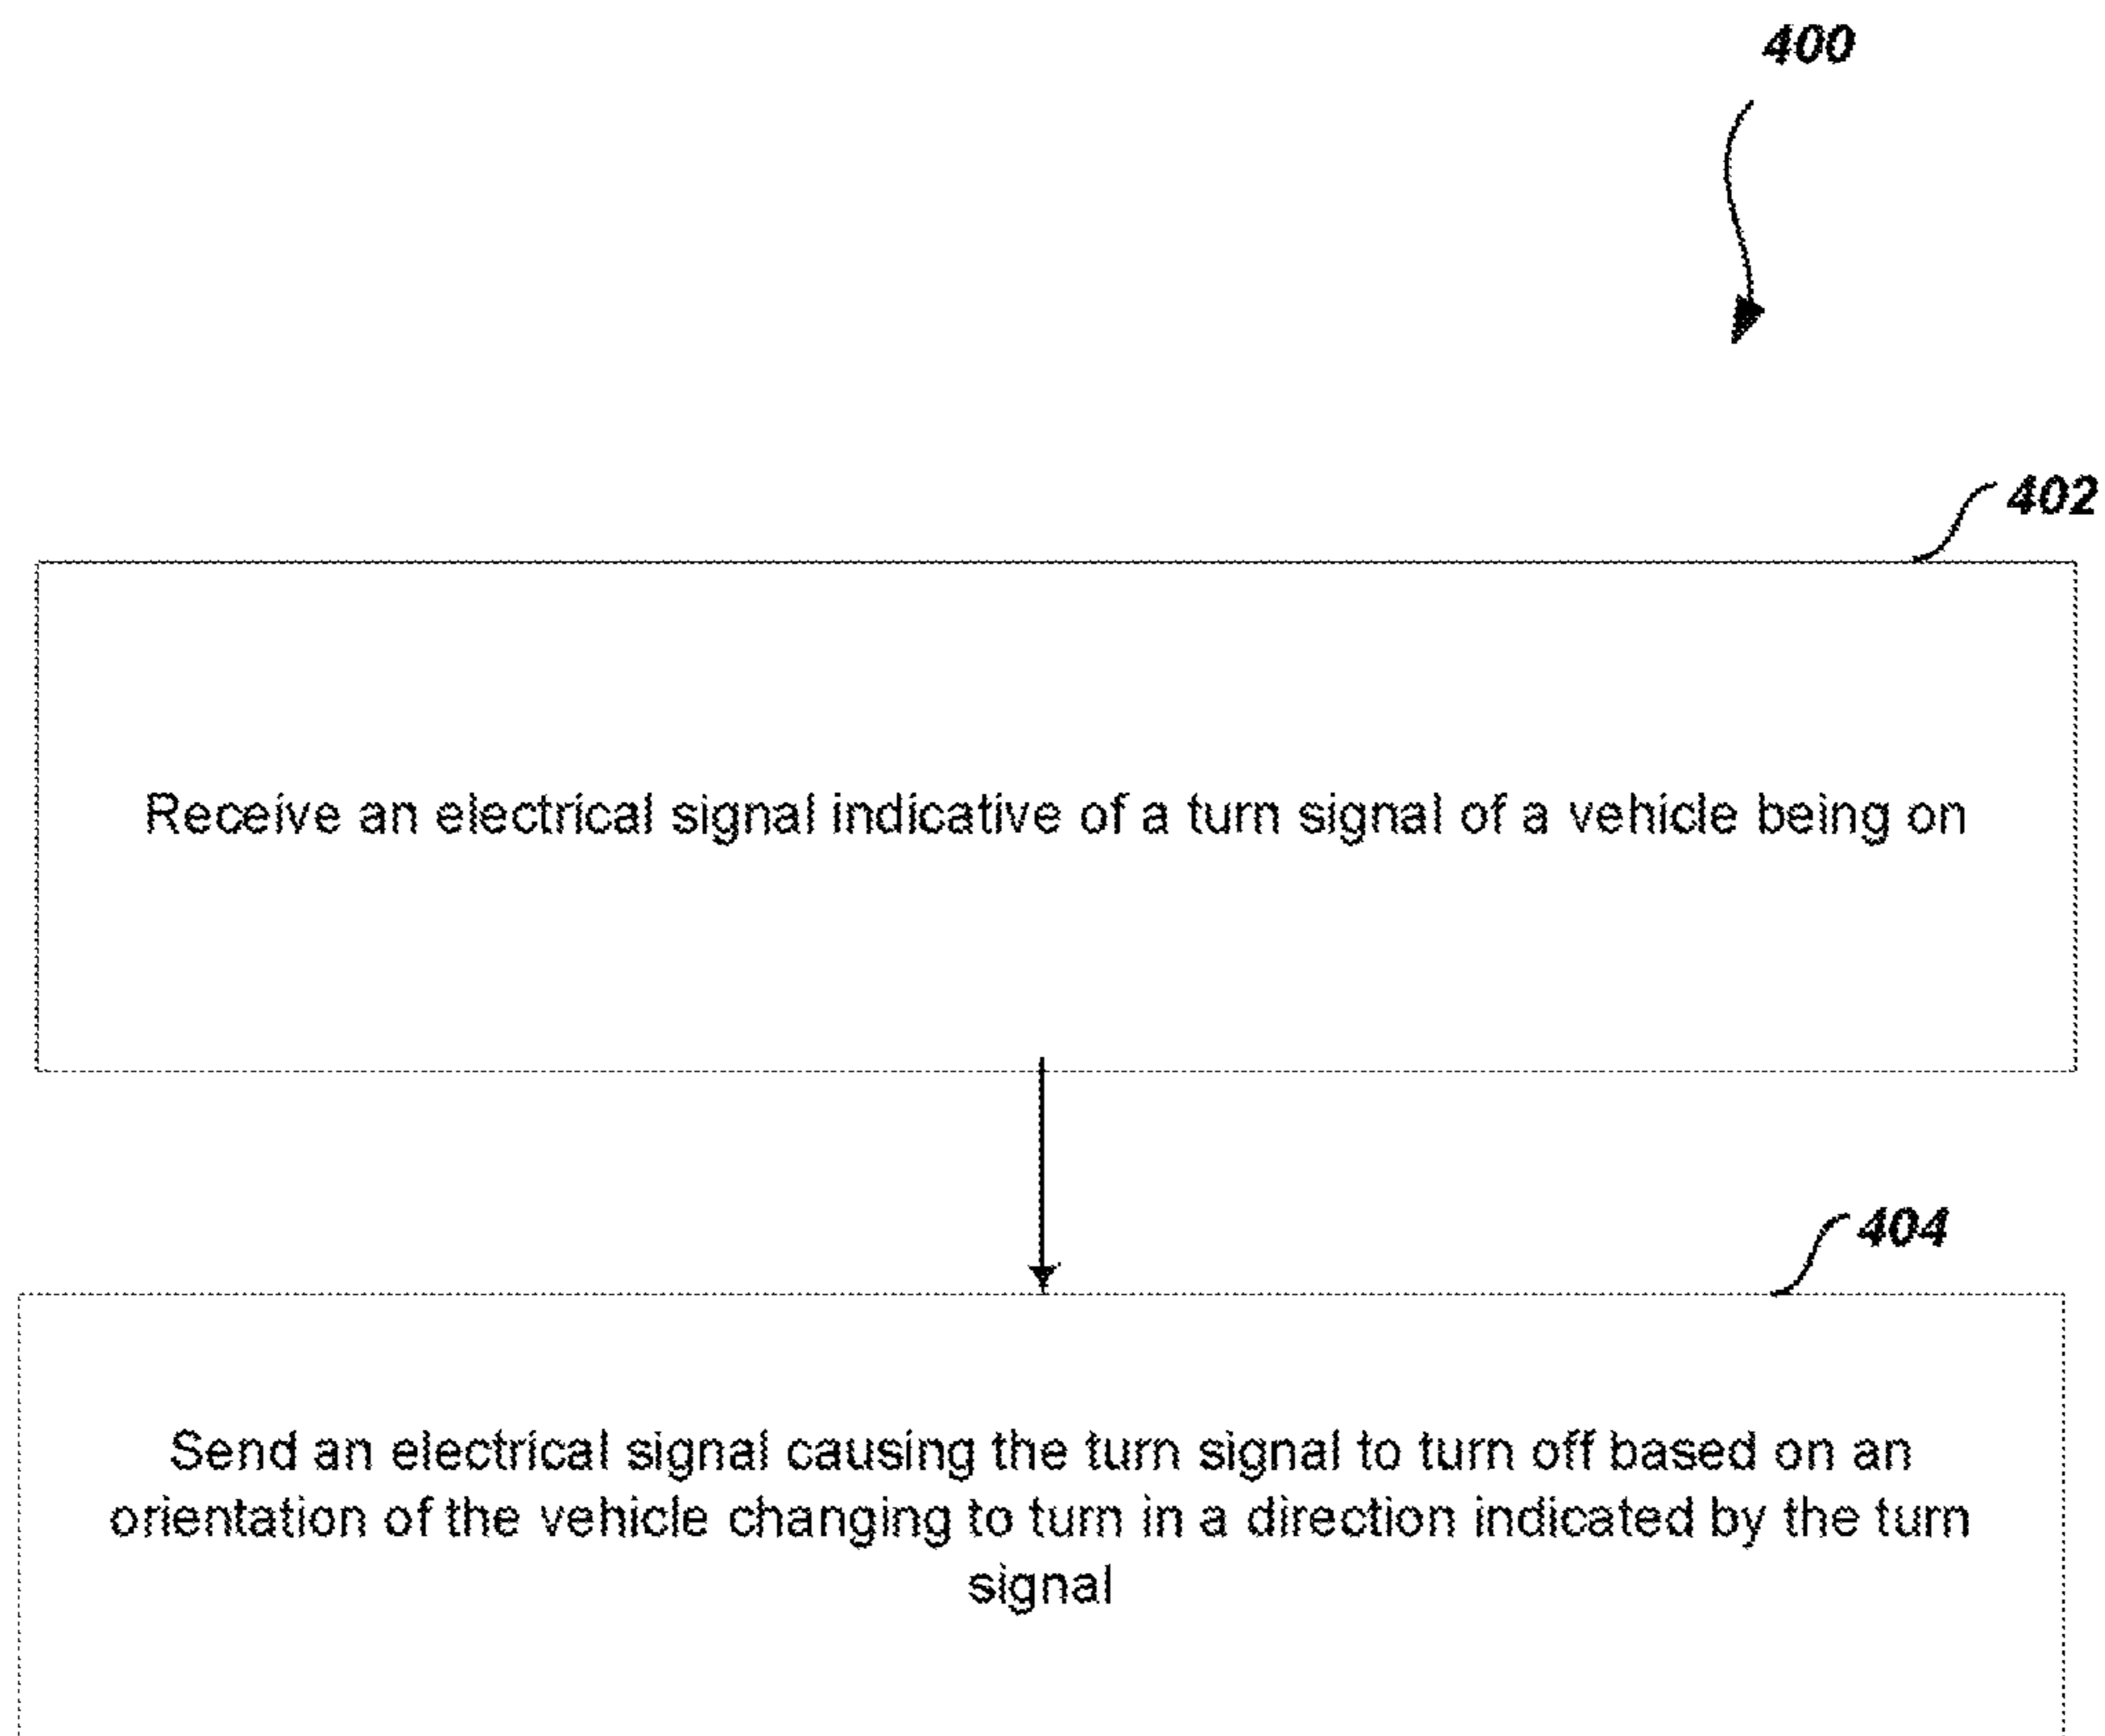 400
402
Receive an electrical signal indicative of a turn signal of a vehicle being on
404
Send an electrical signal causing the turn signal to turn off based on an
orientation of the vehicle changing to turn in a direction indicated by the turn
signal